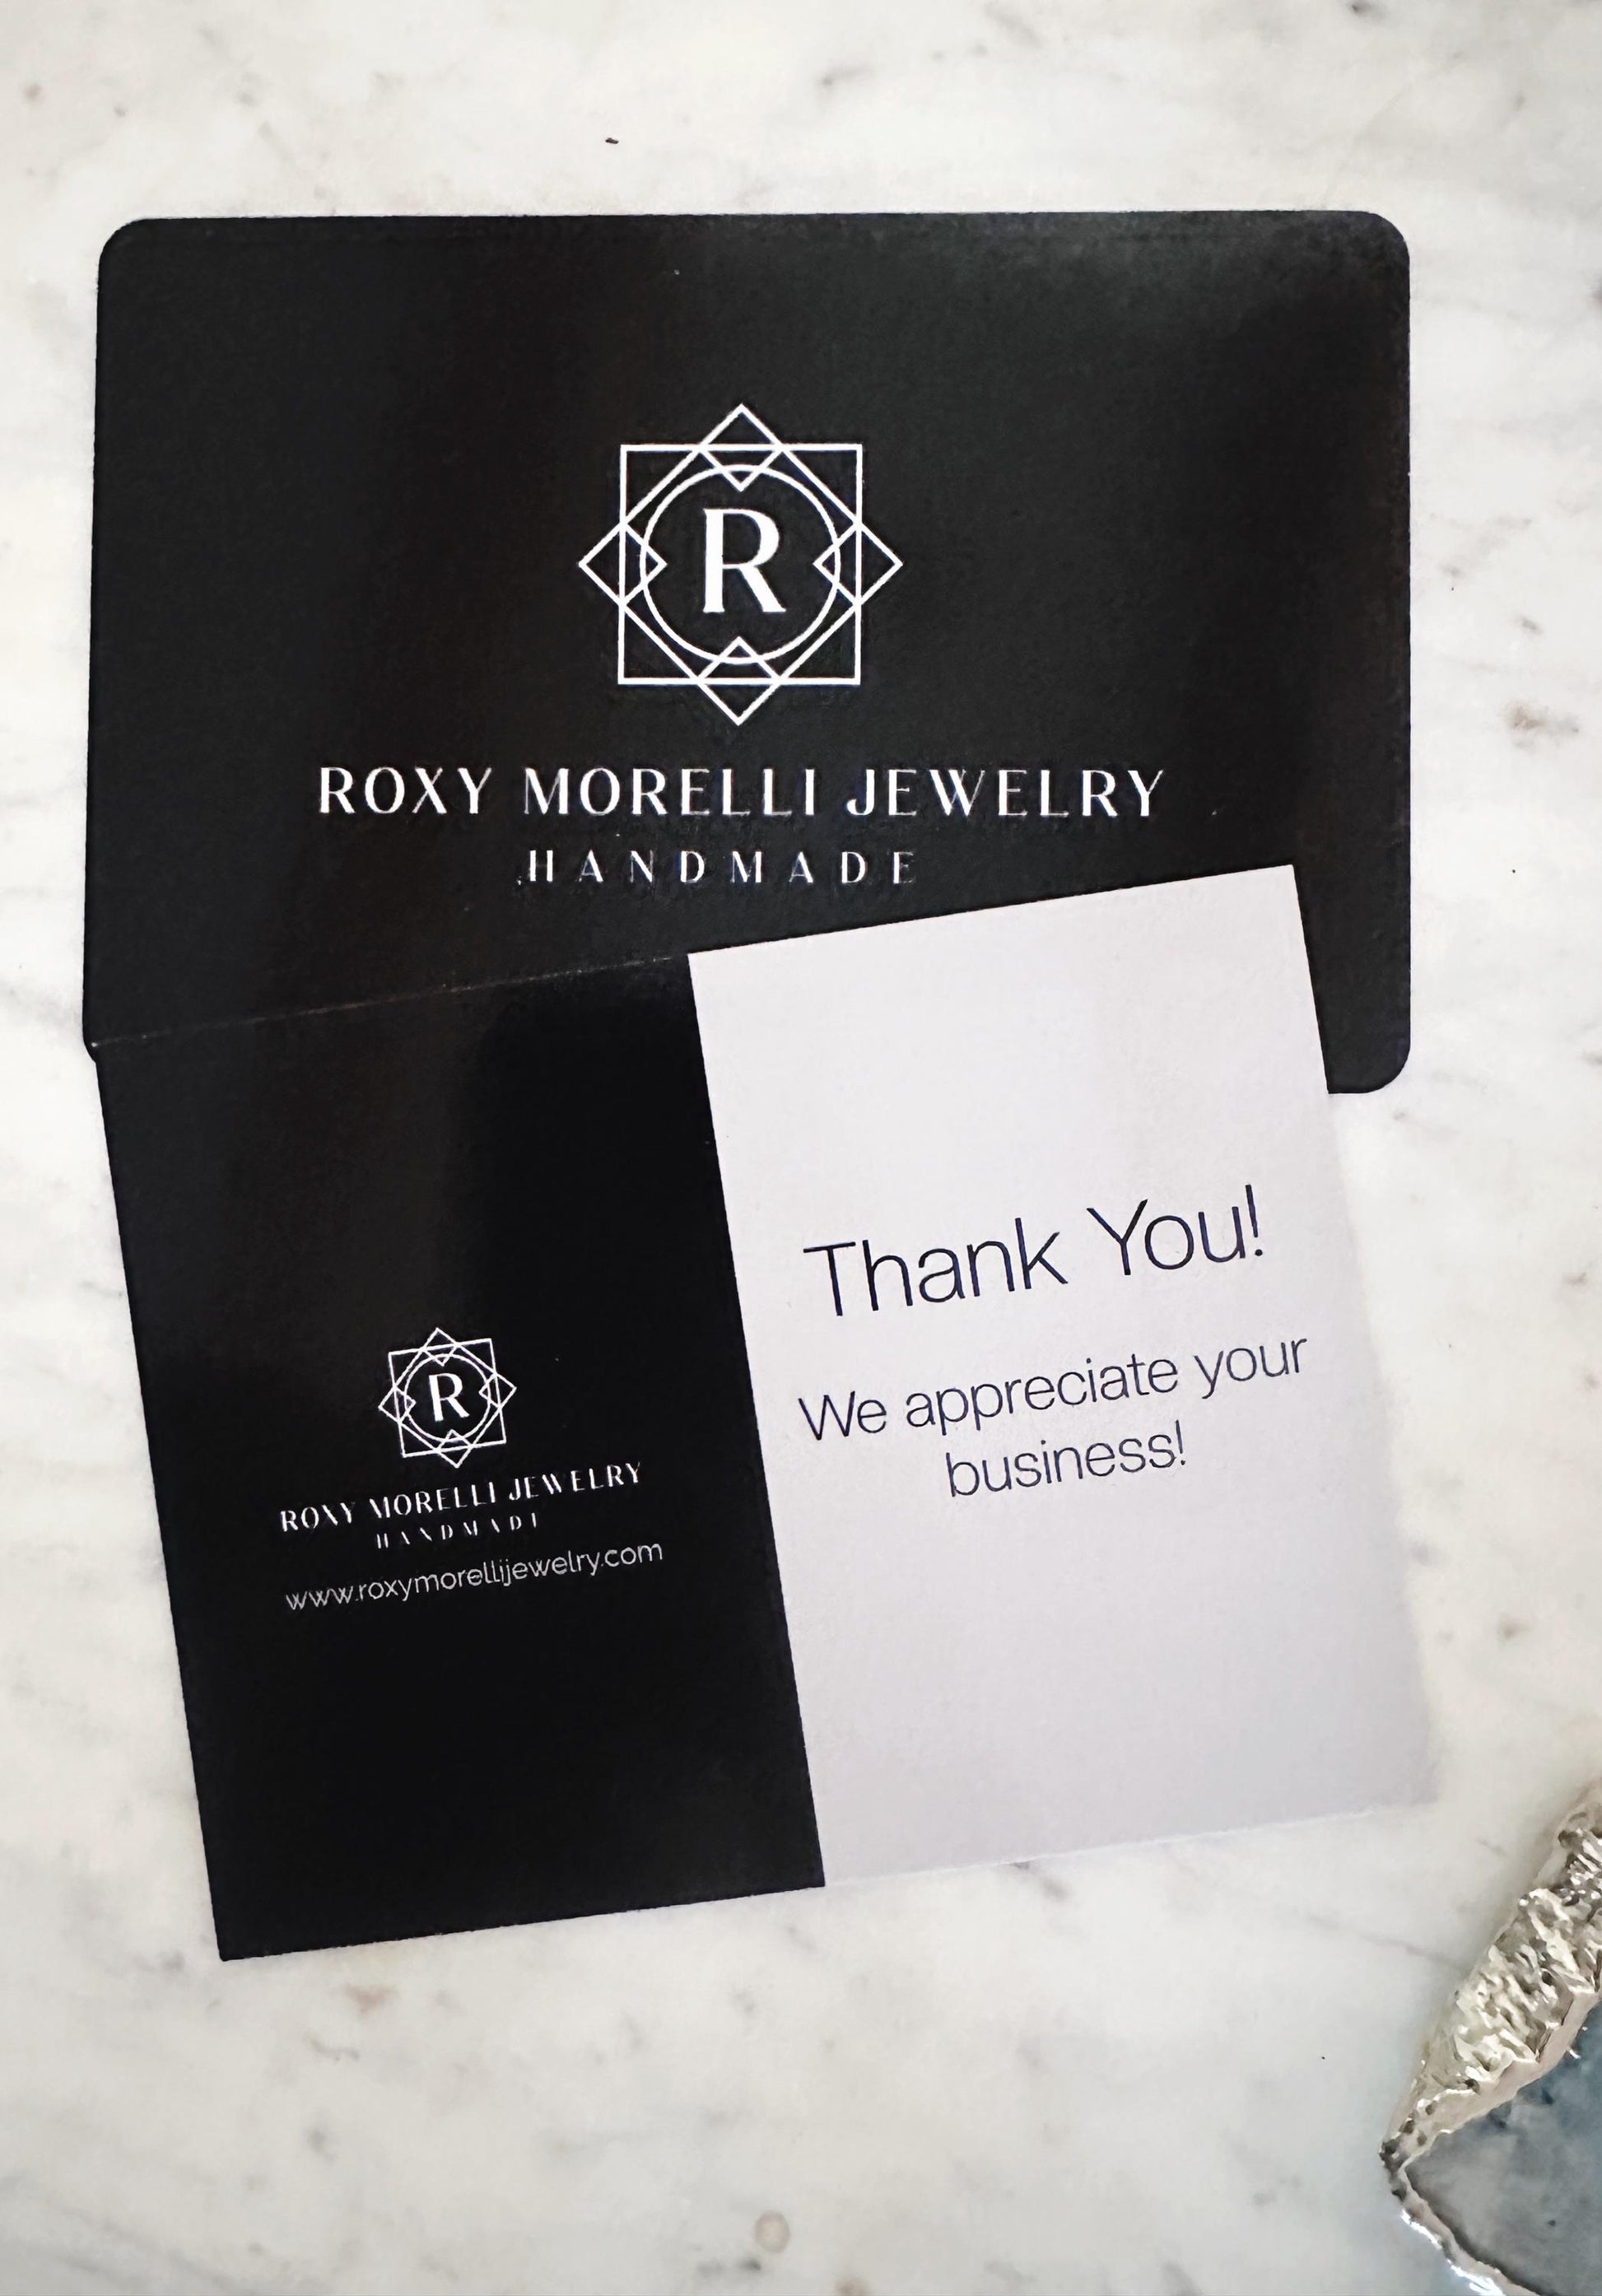 R
ROXY MORELLI JEWELRY
HANDMADE
R
ROXY MORELLI JEWELRY
HANDMADE
www.roxymorellijewelry.com
Thank You!
We appreciate your
business!